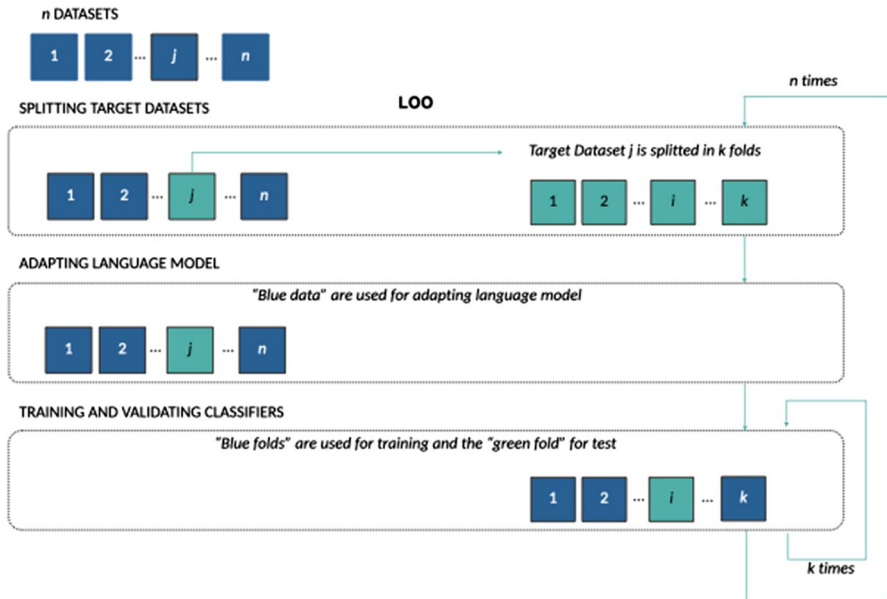 n DATASETS
1 2 ... j ... n
SPLITTING TARGET DATASETS
LOO
n times
Target Dataset j is splitted in k folds
1 2 ... j ... n
1 2 ... i ... k
ADAPTING LANGUAGE MODEL
"Blue data" are used for adapting language model
1 2 ... j ... n
TRAINING AND VALIDATING CLASSIFIERS
"Blue folds" are used for training and the "green fold" for test
1 2 ... i ... k
k times